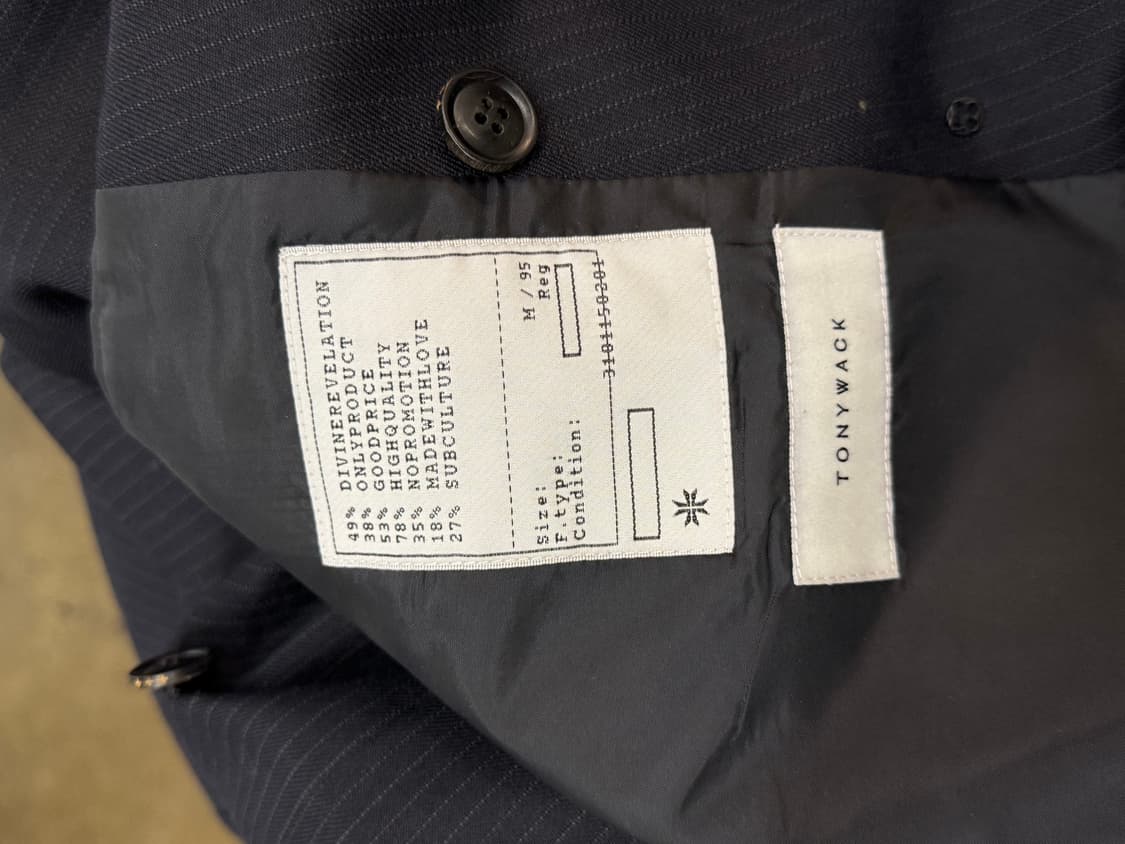 49% DIVINEREVELATION
38% ONLYPRODUCT
53% GOODPRICE
78% HIGHQUALITY
35% NOPROMOTION
18% MADEWITHLOVE
27% SUBCULTURE
Size: M / 95
F.type: Reg
Condition:
3101150201
TONYWACK